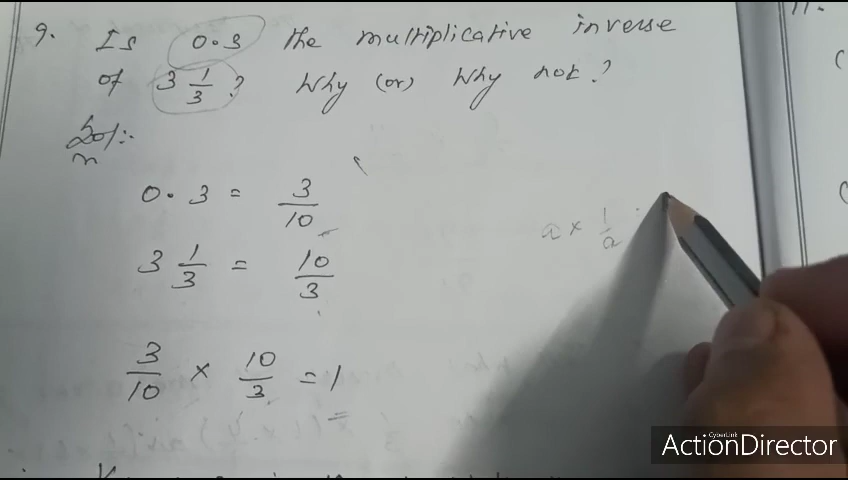 9. Is 0.3 the multiplicative inverse
of 3 1/3? Why (or) Why not?
Sol:-
0.3 = 3/10
3 1/3 = 10/3
a × 1/a
3/10 × 10/3 = 1
CyberLink
ActionDirector